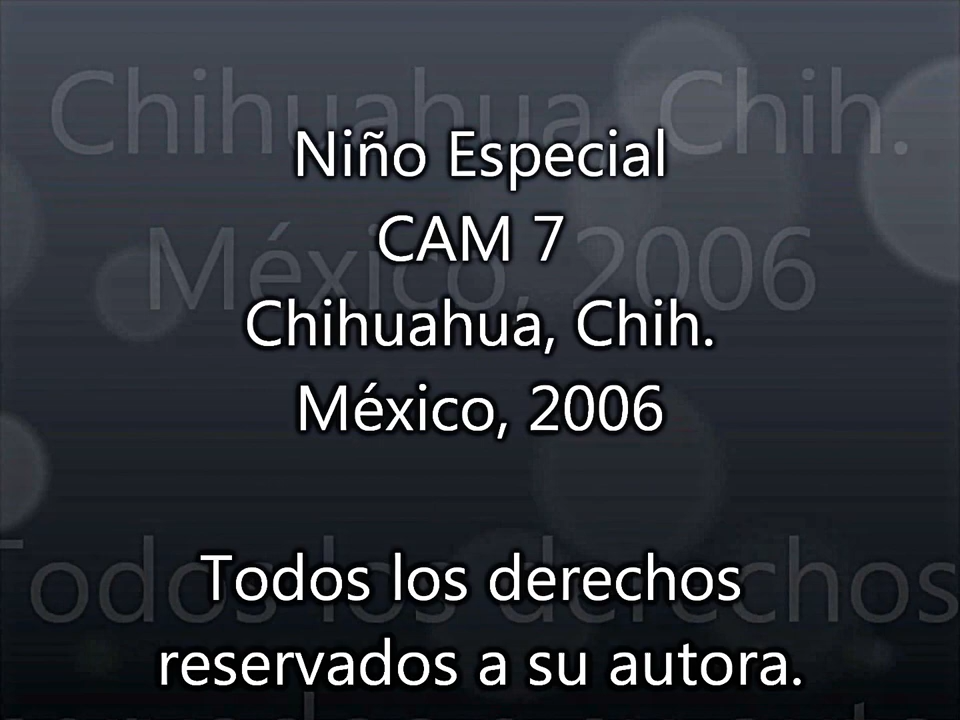 Niño Especial
CAM 7
Chihuahua, Chih.
México, 2006
Todos los derechos
reservados a su autora.